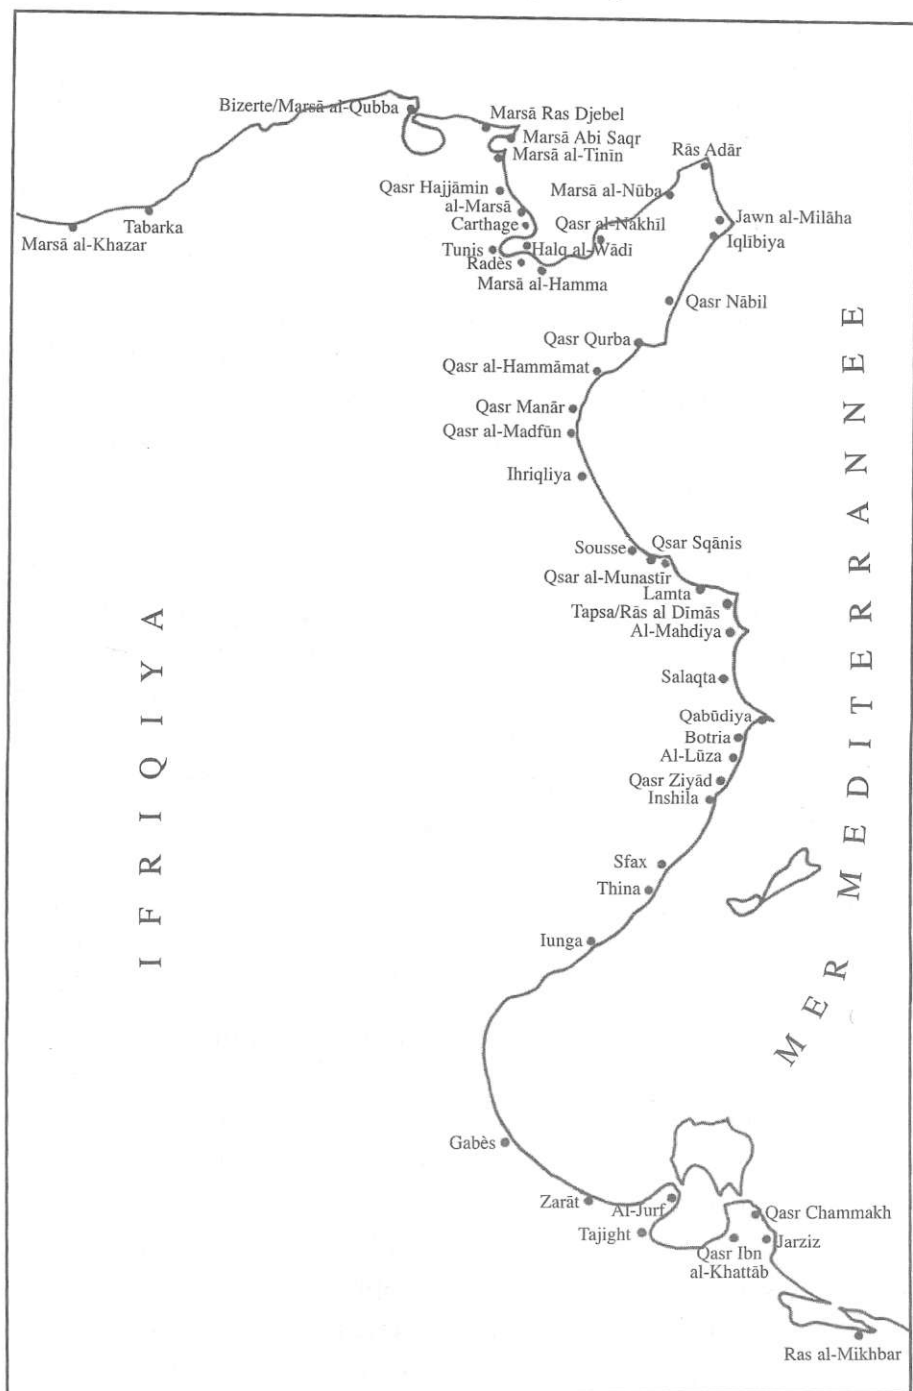 Bizerte/Marsā al-Qubba
Marsā Ras Djebel
Marsā Abi Saqr
Marsā al-Tinīn
Rās Adār
Qasr Hajjāmin
Marsā al-Nūba
al-Marsā
Carthage
Qasr al-Nakhīl
Jawn al-Milāha
Tabarka
Marsā al-Khazar
Iqlībiya
Tunis
Halq al-Wādī
Radès
Marsā al-Hamma
Qasr Nābil
Qasr Qurba
Qasr al-Hammāmat
Qasr Manār
Qasr al-Madfūn
Ihriqliya
Sousse
Qsar Sqānis
Qsar al-Munastīr
Lamta
Tapsa/Rās al Dīmās
Al-Mahdiya
Salaqta
Qabūdiya
Botria
Al-Lūza
Qasr Ziyād
Inshila
Sfax
Thina
Iunga
IFRIQIYA
MER MEDITERRANNEE
Gabès
Zarāt
Al-Jurf
Qasr Chammakh
Tajight
Jarziz
Qasr Ibn
al-Khattāb
Ras al-Mikhbar